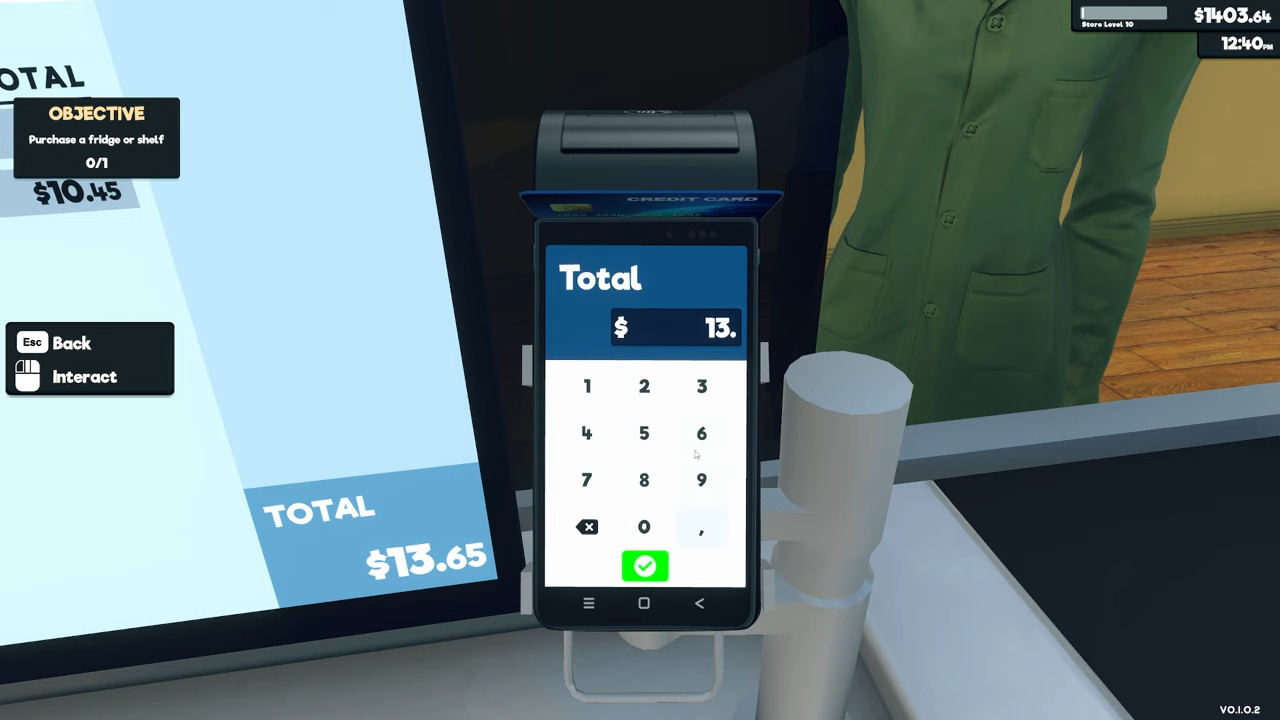 OTAL
OBJECTIVE
Purchase a fridge or shelf
0/1
$10.45
Esc Back
Interact
TOTAL
$13.65
CREDIT CARD
Total
$ 13.
1 2 3
4 5 6
7 8 9
0 ,
Store Level 10
$1403.64
12:40PM
V0.1.0.2